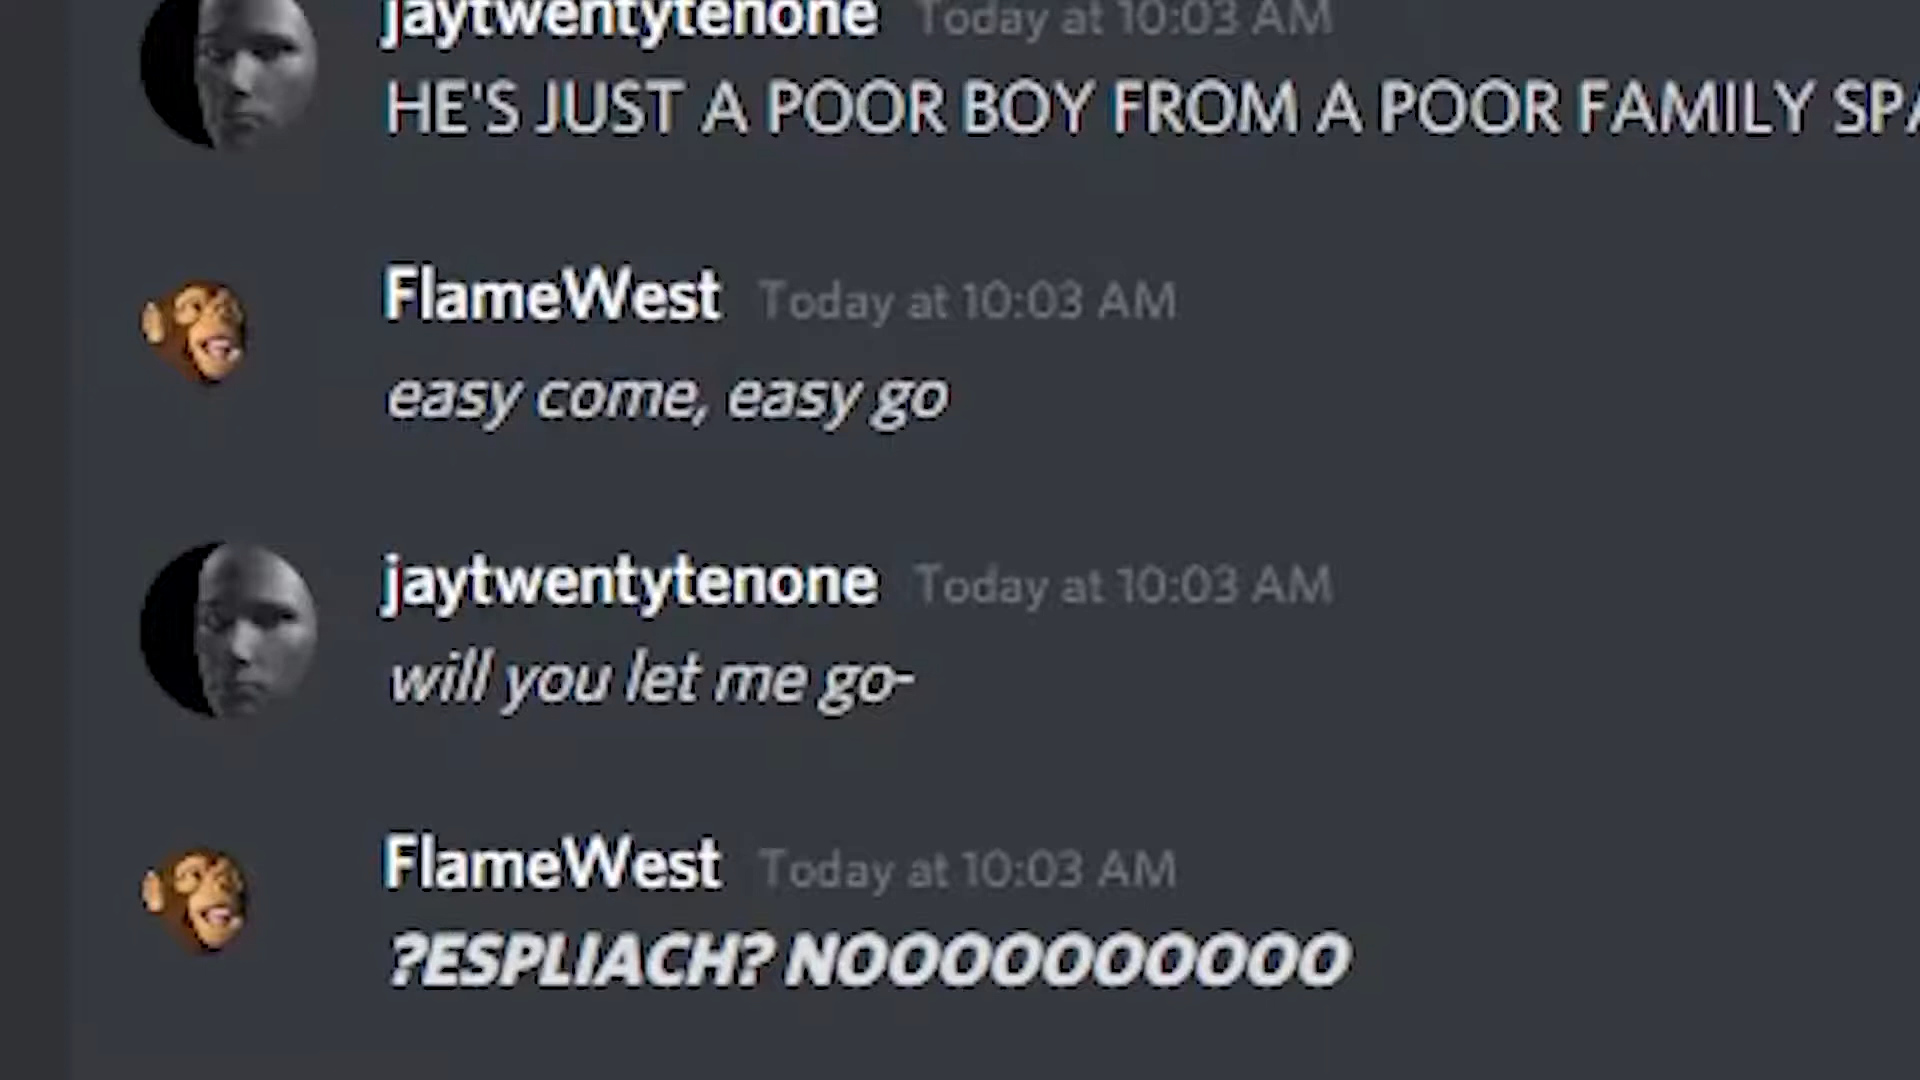 jaytwentytenone Today at 10:03 AM
HE'S JUST A POOR BOY FROM A POOR FAMILY SPA
FlameWest Today at 10:03 AM
easy come, easy go
jaytwentytenone Today at 10:03 AM
will you let me go-
FlameWest Today at 10:03 AM
?ESPLIACH? NOOOOOOOOOOO